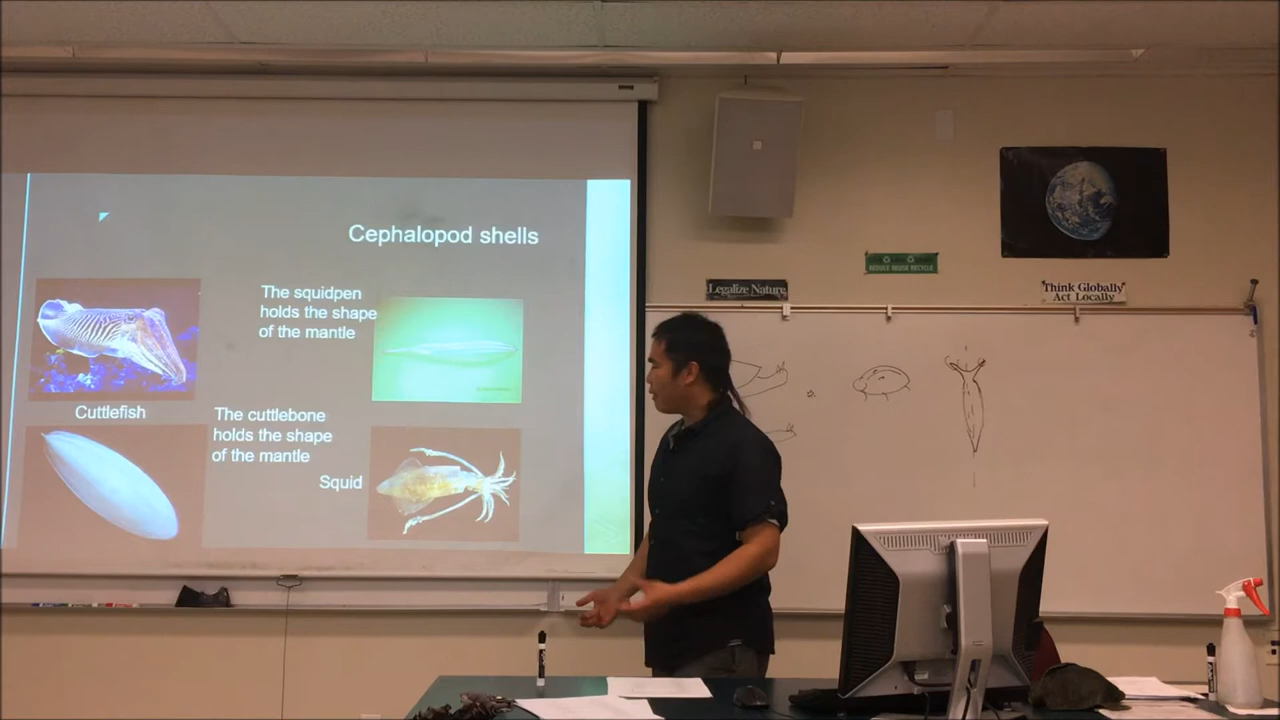 Cephalopod shells
The squidpen
holds the shape
of the mantle
Cuttlefish
The cuttlebone
holds the shape
of the mantle
Squid
Legalize Nature
REDUCE REUSE RECYCLE
Think Globally
Act Locally